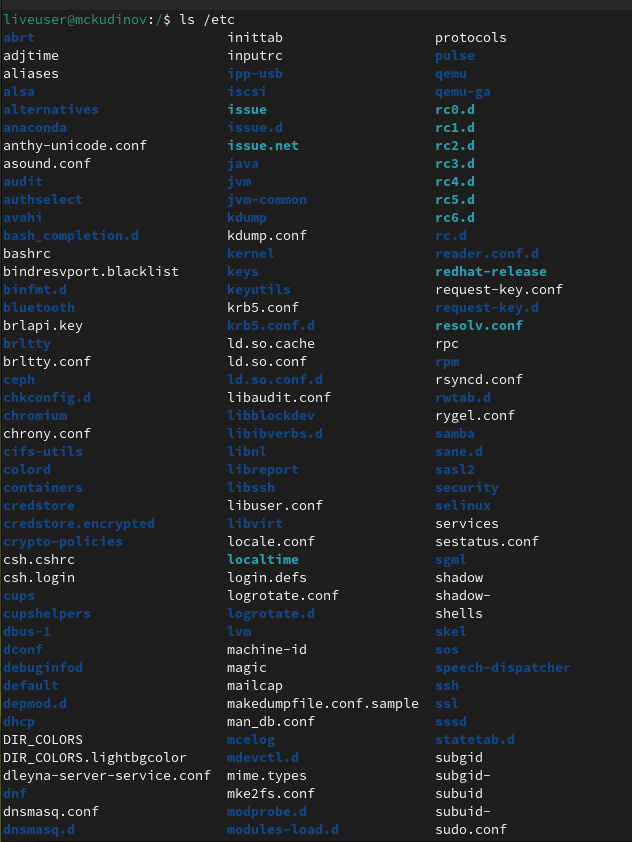 liveuser@mckudinov:/$ ls /etc
abrt inittab protocols
adjtime inputrc pulse
aliases ipp-usb qemu
alsa iscsi qemu-ga
alternatives issue rc0.d
anaconda issue.d rc1.d
anthy-unicode.conf issue.net rc2.d
asound.conf java rc3.d
audit jvm rc4.d
authselect jvm-common rc5.d
avahi kdump rc6.d
bash_completion.d kdump.conf rc.d
bashrc kernel reader.conf.d
bindresvport.blacklist keys redhat-release
binfmt.d keyutils request-key.conf
bluetooth krb5.conf request-key.d
brlapi.key krb5.conf.d resolv.conf
brltty ld.so.cache rpc
brltty.conf ld.so.conf rpm
ceph ld.so.conf.d rsyncd.conf
chkconfig.d libaudit.conf rwtab.d
chromium libblockdev rygel.conf
chrony.conf libibverbs.d samba
cifs-utils libnl sane.d
colord libreport sasl2
containers libssh security
credstore libuser.conf selinux
credstore.encrypted libvirt services
crypto-policies locale.conf sestatus.conf
csh.cshrc localtime sgml
csh.login login.defs shadow
cups logrotate.conf shadow-
cupshelpers logrotate.d shells
dbus-1 lvm skel
dconf machine-id sos
debuginfod magic speech-dispatcher
default mailcap ssh
depmod.d makedumpfile.conf.sample ssl
dhcp man_db.conf sssd
DIR_COLORS mcelog statetab.d
DIR_COLORS.lightbgcolor mdevctl.d subgid
dleyna-server-service.conf mime.types subgid-
dnf mke2fs.conf subuid
dnsmasq.conf modprobe.d subuid-
dnsmasq.d modules-load.d sudo.conf